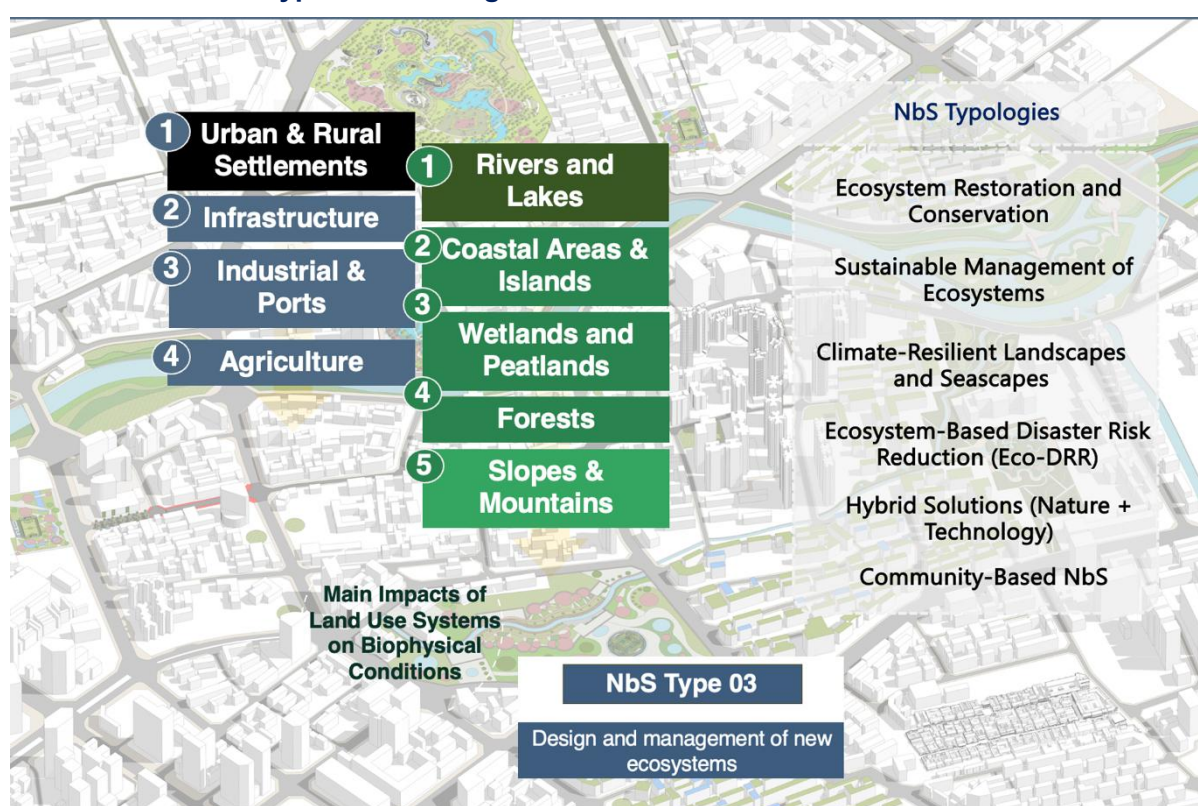 1
Urban & Rural
Settlements
2
Infrastructure
3
Industrial &
Ports
4
Agriculture
1
Rivers and
Lakes
2
Coastal Areas &
Islands
3
Wetlands and
Peatlands
4
Forests
5
Slopes &
Mountains
Main Impacts of
Land Use Systems
on Biophysical
Conditions
NbS Type 03
Design and management of new
ecosystems
NbS Typologies
Ecosystem Restoration and
Conservation
Sustainable Management of
Ecosystems
Climate-Resilient Landscapes
and Seascapes
Ecosystem-Based Disaster Risk
Reduction (Eco-DRR)
Hybrid Solutions (Nature +
Technology)
Community-Based NbS